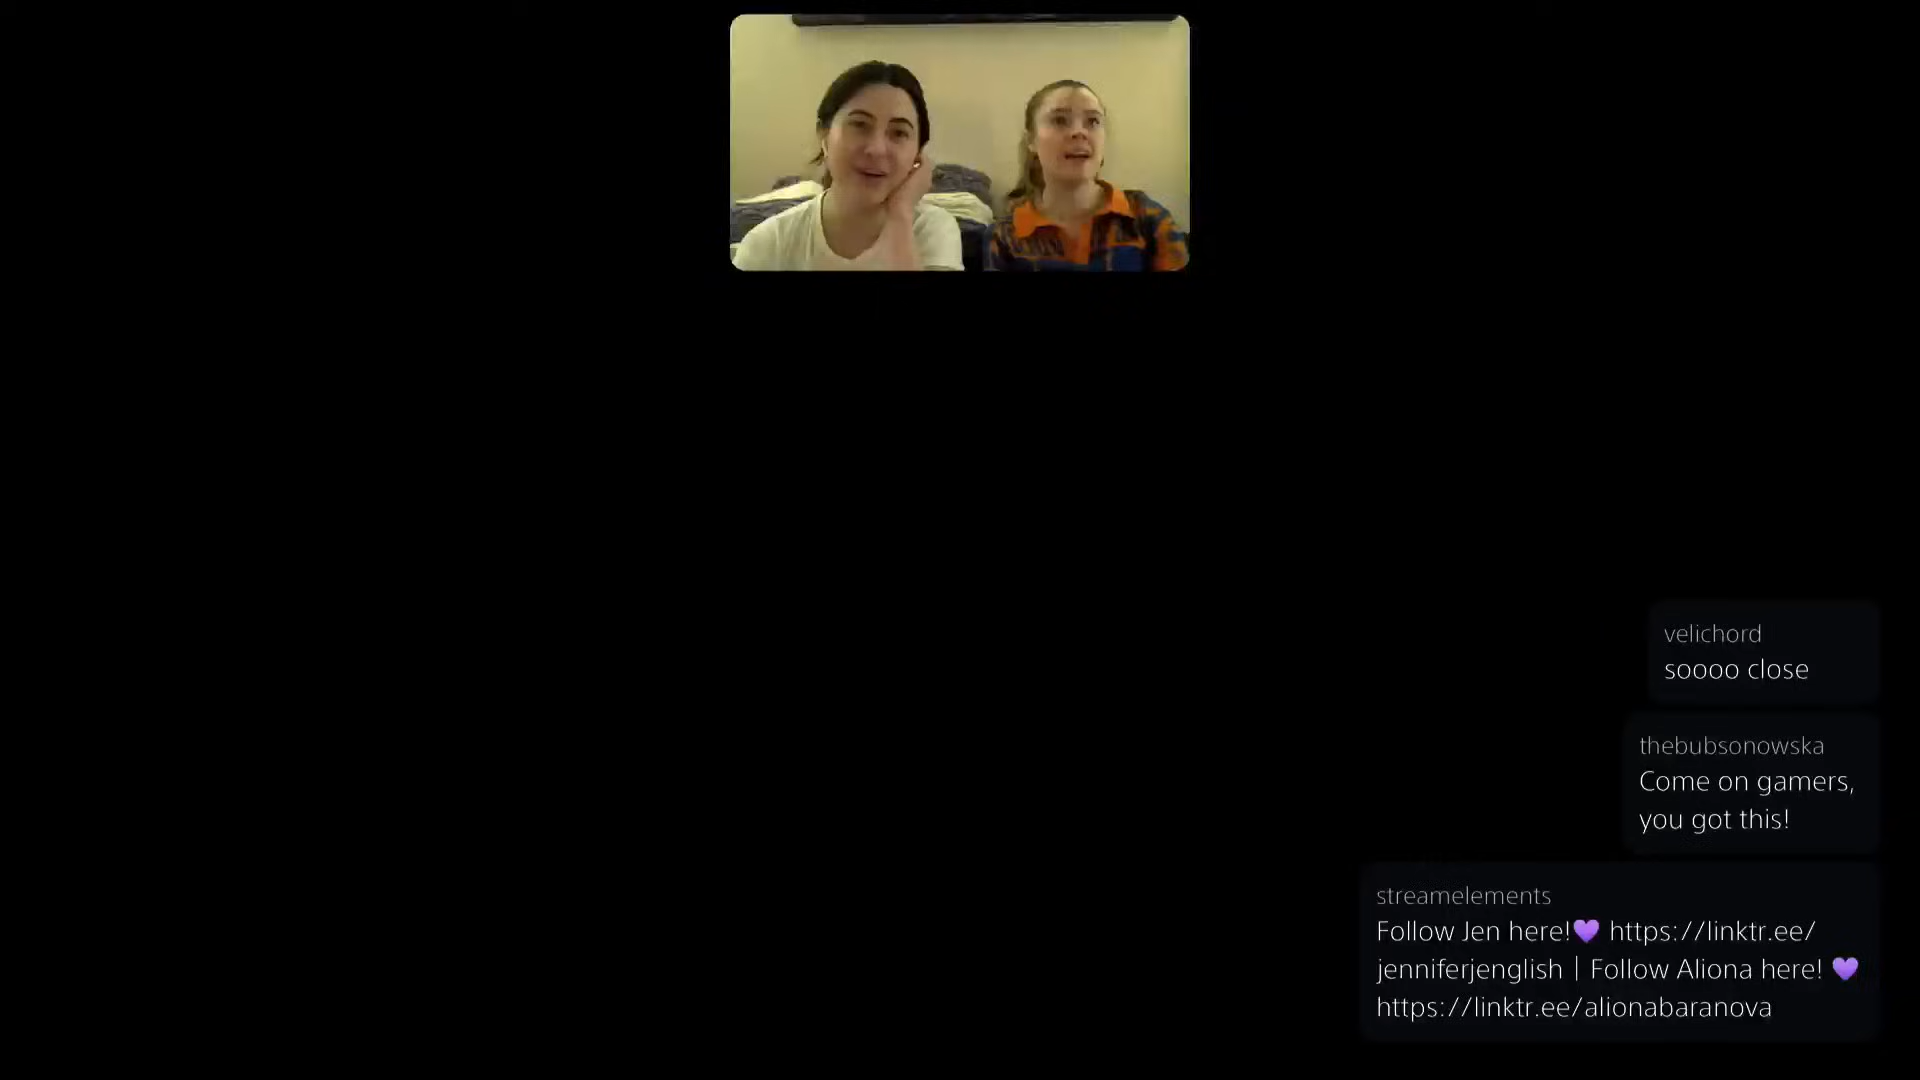 velichord
soooo close
thebubsonowska
Come on gamers,
you got this!
streamelements
Follow Jen here!💜 https://linktr.ee/
jenniferjenglish | Follow Aliona here! 💜
https://linktr.ee/alionabaranova